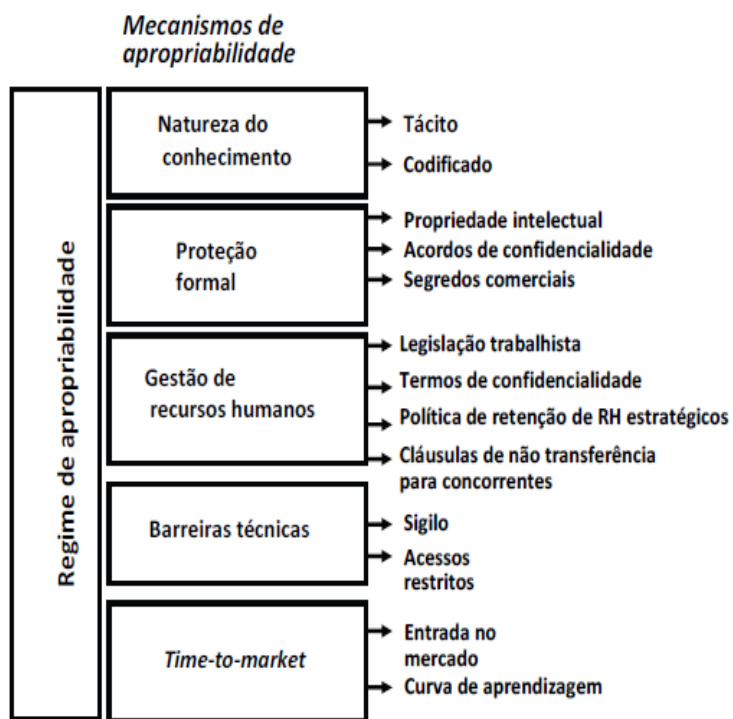 Mecanismos de
apropriabilidade
Regime de apropriabilidade
Natureza do
conhecimento
Tácito
Codificado
Proteção
formal
Propriedade intelectual
Acordos de confidencialidade
Segredos comerciais
Gestão de
recursos humanos
Legislação trabalhista
Termos de confidencialidade
Política de retenção de RH estratégicos
Cláusulas de não transferência
para concorrentes
Barreiras técnicas
Sigilo
Acessos
restritos
Time-to-market
Entrada no
mercado
Curva de aprendizagem